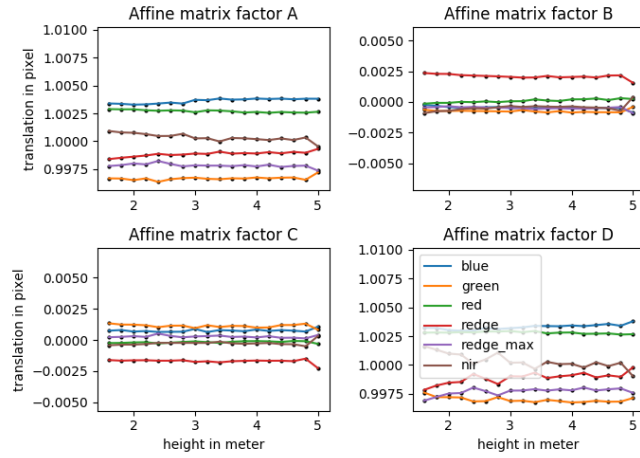 Affine matrix factor A
Affine matrix factor B
translation in pixel
1.0100
1.0075
1.0050
1.0025
1.0000
0.9975
2
3
4
5
0.0050
0.0025
0.0000
−0.0025
−0.0050
2
3
4
5
Affine matrix factor C
Affine matrix factor D
translation in pixel
0.0050
0.0025
0.0000
−0.0025
−0.0050
2
3
4
5
height in meter
1.0100
1.0075
1.0050
1.0025
1.0000
0.9975
blue
green
red
redge
redge_max
nir
2
3
4
5
height in meter